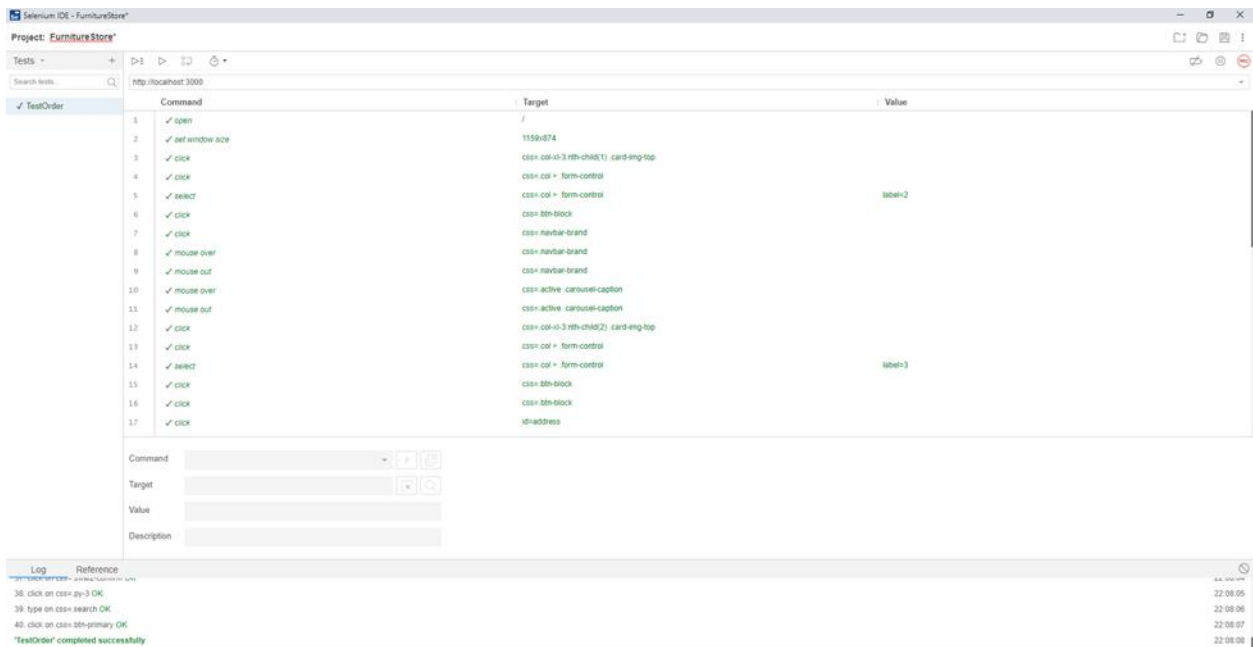 Selenium IDE - FurnitureStore*
Project: FurnitureStore*
Tests
Search tests...
http://localhost:3000
✓ TestOrder
Command Target Value
1 ✓ open /
2 ✓ set window size 1159x874
3 ✓ click css=.col-xl-3:nth-child(1) .card-img-top
4 ✓ click css=.col > .form-control
5 ✓ select css=.col > .form-control label=2
6 ✓ click css=.btn-block
7 ✓ click css=.navbar-brand
8 ✓ mouse over css=.navbar-brand
9 ✓ mouse out css=.navbar-brand
10 ✓ mouse over css=.active .carousel-caption
11 ✓ mouse out css=.active .carousel-caption
12 ✓ click css=.col-xl-3:nth-child(2) .card-img-top
13 ✓ click css=.col > .form-control
14 ✓ select css=.col > .form-control label=3
15 ✓ click css=.btn-block
16 ✓ click css=.btn-block
17 ✓ click id=address
Command
Target
Value
Description
Log Reference
38. click on css=.py-3 OK 22:08:05
39. type on css=.search OK 22:08:06
40. click on css=.btn-primary OK 22:08:07
'TestOrder' completed successfully 22:08:08